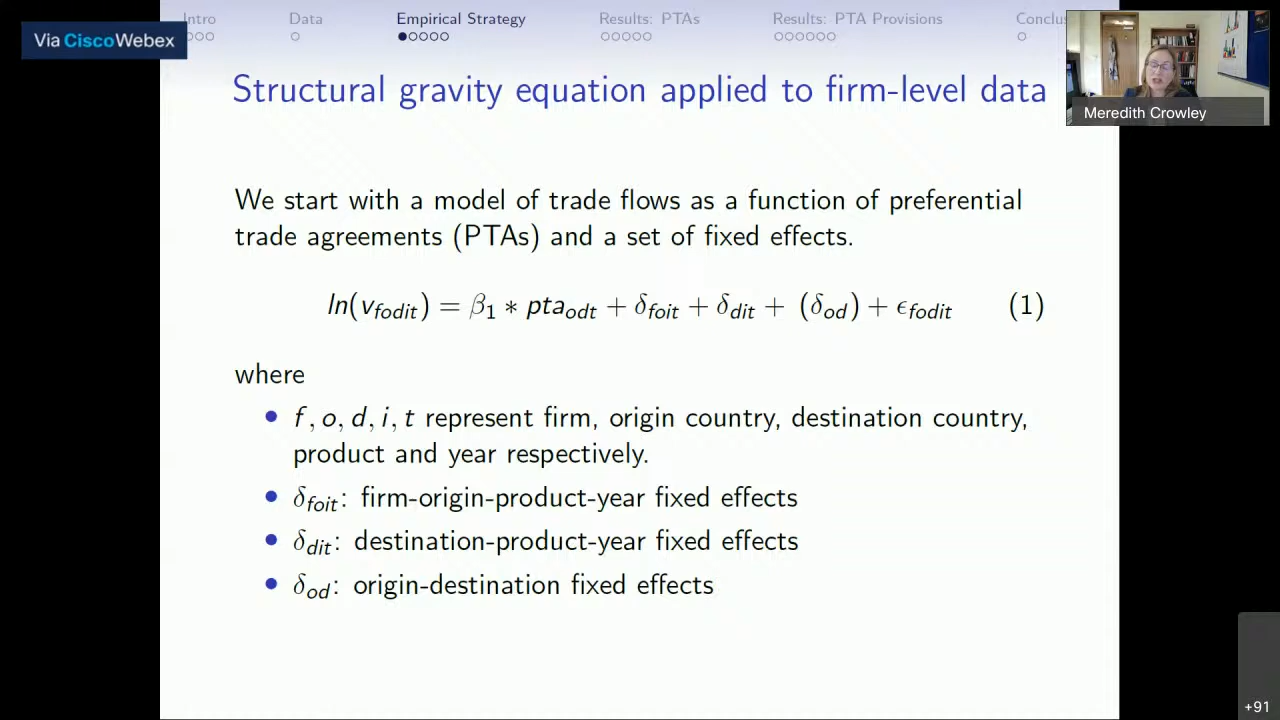 Intro Data Empirical Strategy Results: PTAs Results: PTA Provisions Conclus
Via CiscoWebex
Structural gravity equation applied to firm-level data
Meredith Crowley
We start with a model of trade flows as a function of preferential
trade agreements (PTAs) and a set of fixed effects.
ln(v_fodit) = β₁ ∗ pta_odt + δ_foit + δ_dit + (δ_od) + ϵ_fodit (1)
where
• f, o, d, i, t represent firm, origin country, destination country,
product and year respectively.
• δ_foit: firm-origin-product-year fixed effects
• δ_dit: destination-product-year fixed effects
• δ_od: origin-destination fixed effects
+91